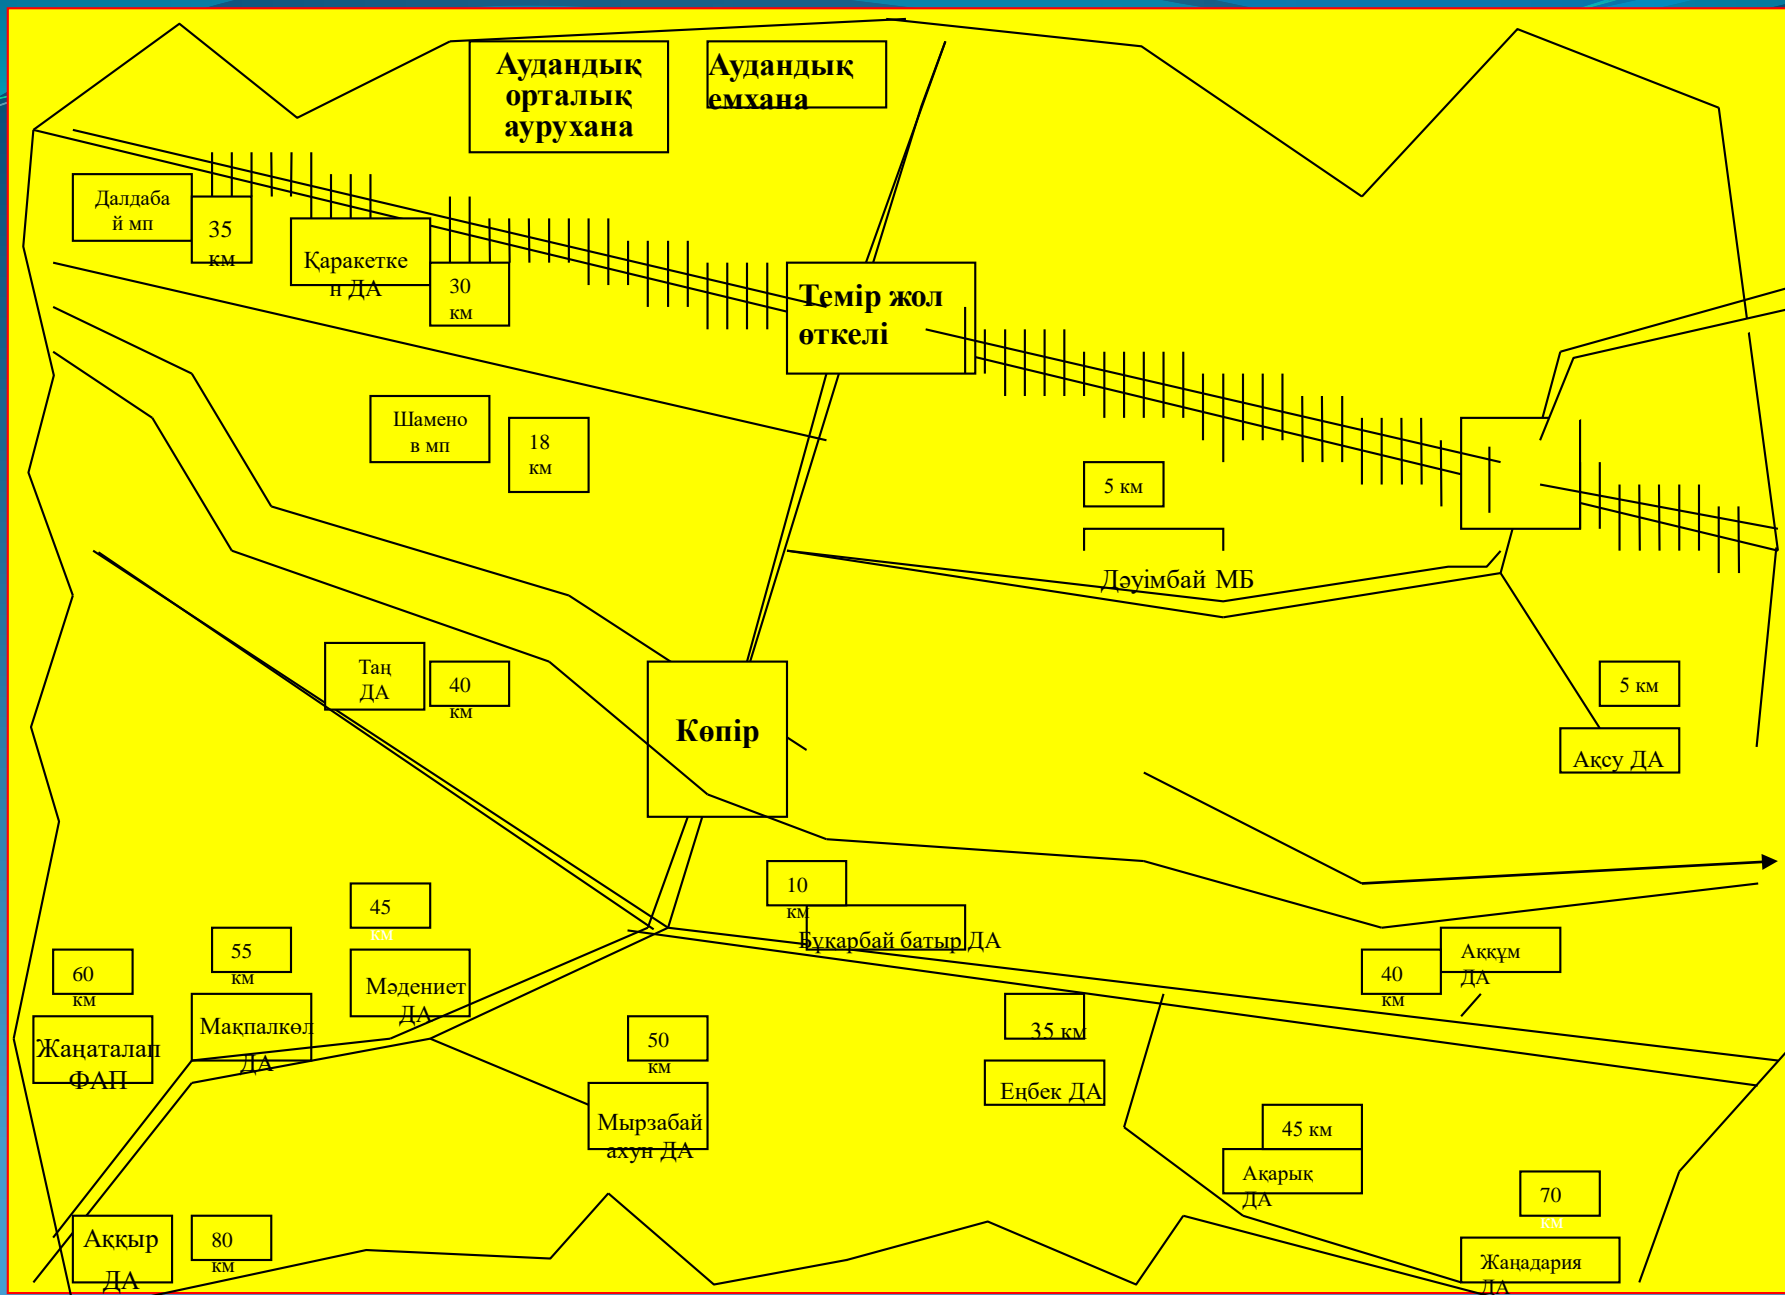 Аудандық
орталық
аурухана
Аудандық
емхана
Далдаба
й мп
35
км
Қаракетке
н ДА
30
км
Темір жол
өткелі
Шамено
в мп
18
км
5 км
Дәуімбай МБ
Таң
ДА
40
км
Көпір
5 км
Ақсу ДА
10
км
Бұқарбай батыр ДА
45
км
Мәдениет
ДА
55
км
Мақпалкөл
ДА
60
км
Жаңаталап
ФАП
40
км
Аққұм
ДА
35 км
Еңбек ДА
50
км
Мырзабай
ахун ДА
45 км
Ақарық
ДА
70
км
Жаңадария
ДА
Аққыр
ДА
80
км